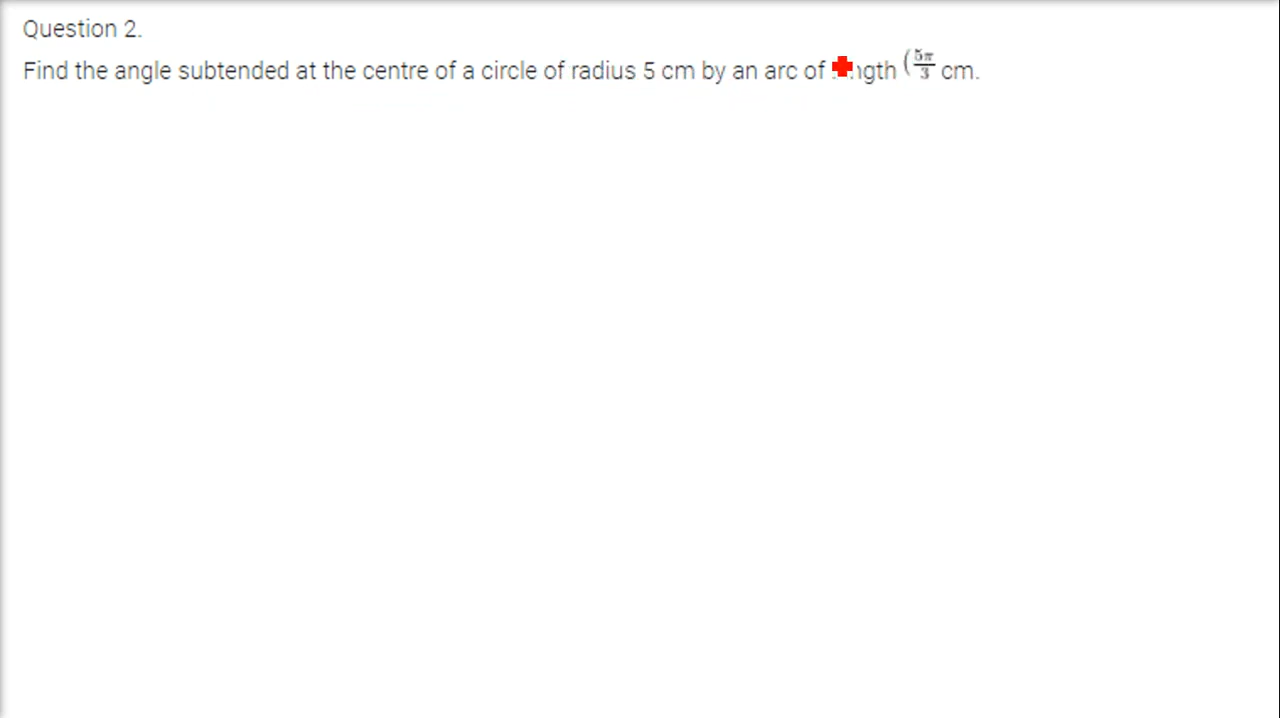 Question 2.
Find the angle subtended at the centre of a circle of radius 5 cm by an arc of (5π/3 cm.